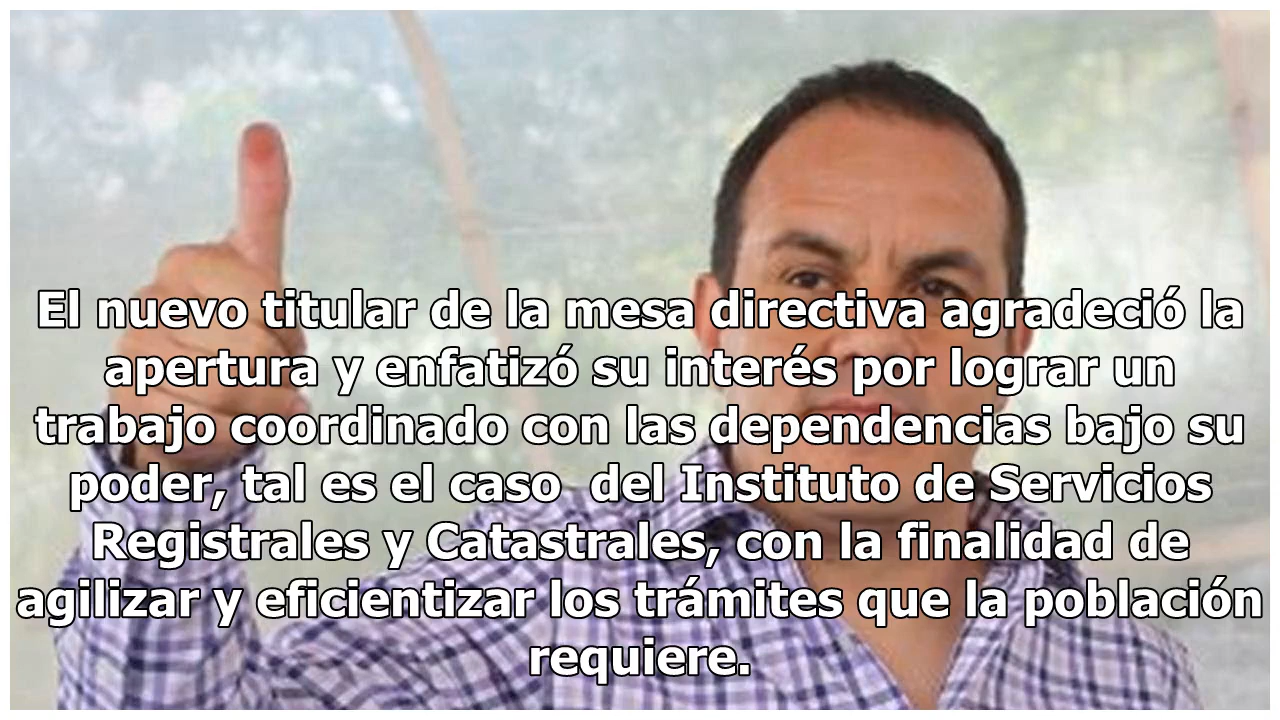 El nuevo titular de la mesa directiva agradeció la
apertura y enfatizó su interés por lograr un
trabajo coordinado con las dependencias bajo su
poder, tal es el caso  del Instituto de Servicios
Registrales y Catastrales, con la finalidad de
agilizar y eficientizar los trámites que la población
requiere.